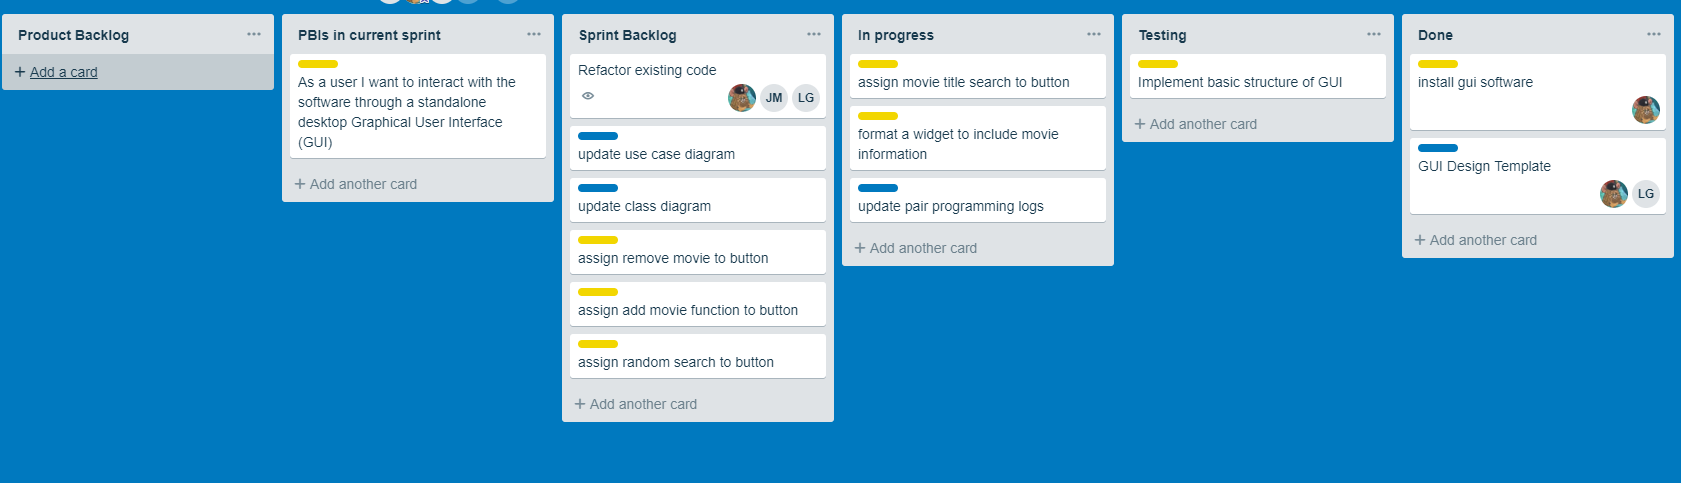 Product Backlog
+ Add a card
PBIs in current sprint
As a user I want to interact with the
software through a standalone
desktop Graphical User Interface
(GUI)
+ Add another card
Sprint Backlog
Refactor existing code
JM
LG
update use case diagram
update class diagram
assign remove movie to button
assign add movie function to button
assign random search to button
+ Add another card
In progress
assign movie title search to button
format a widget to include movie
information
update pair programming logs
+ Add another card
Testing
Implement basic structure of GUI
+ Add another card
Done
install gui software
GUI Design Template
LG
+ Add another card